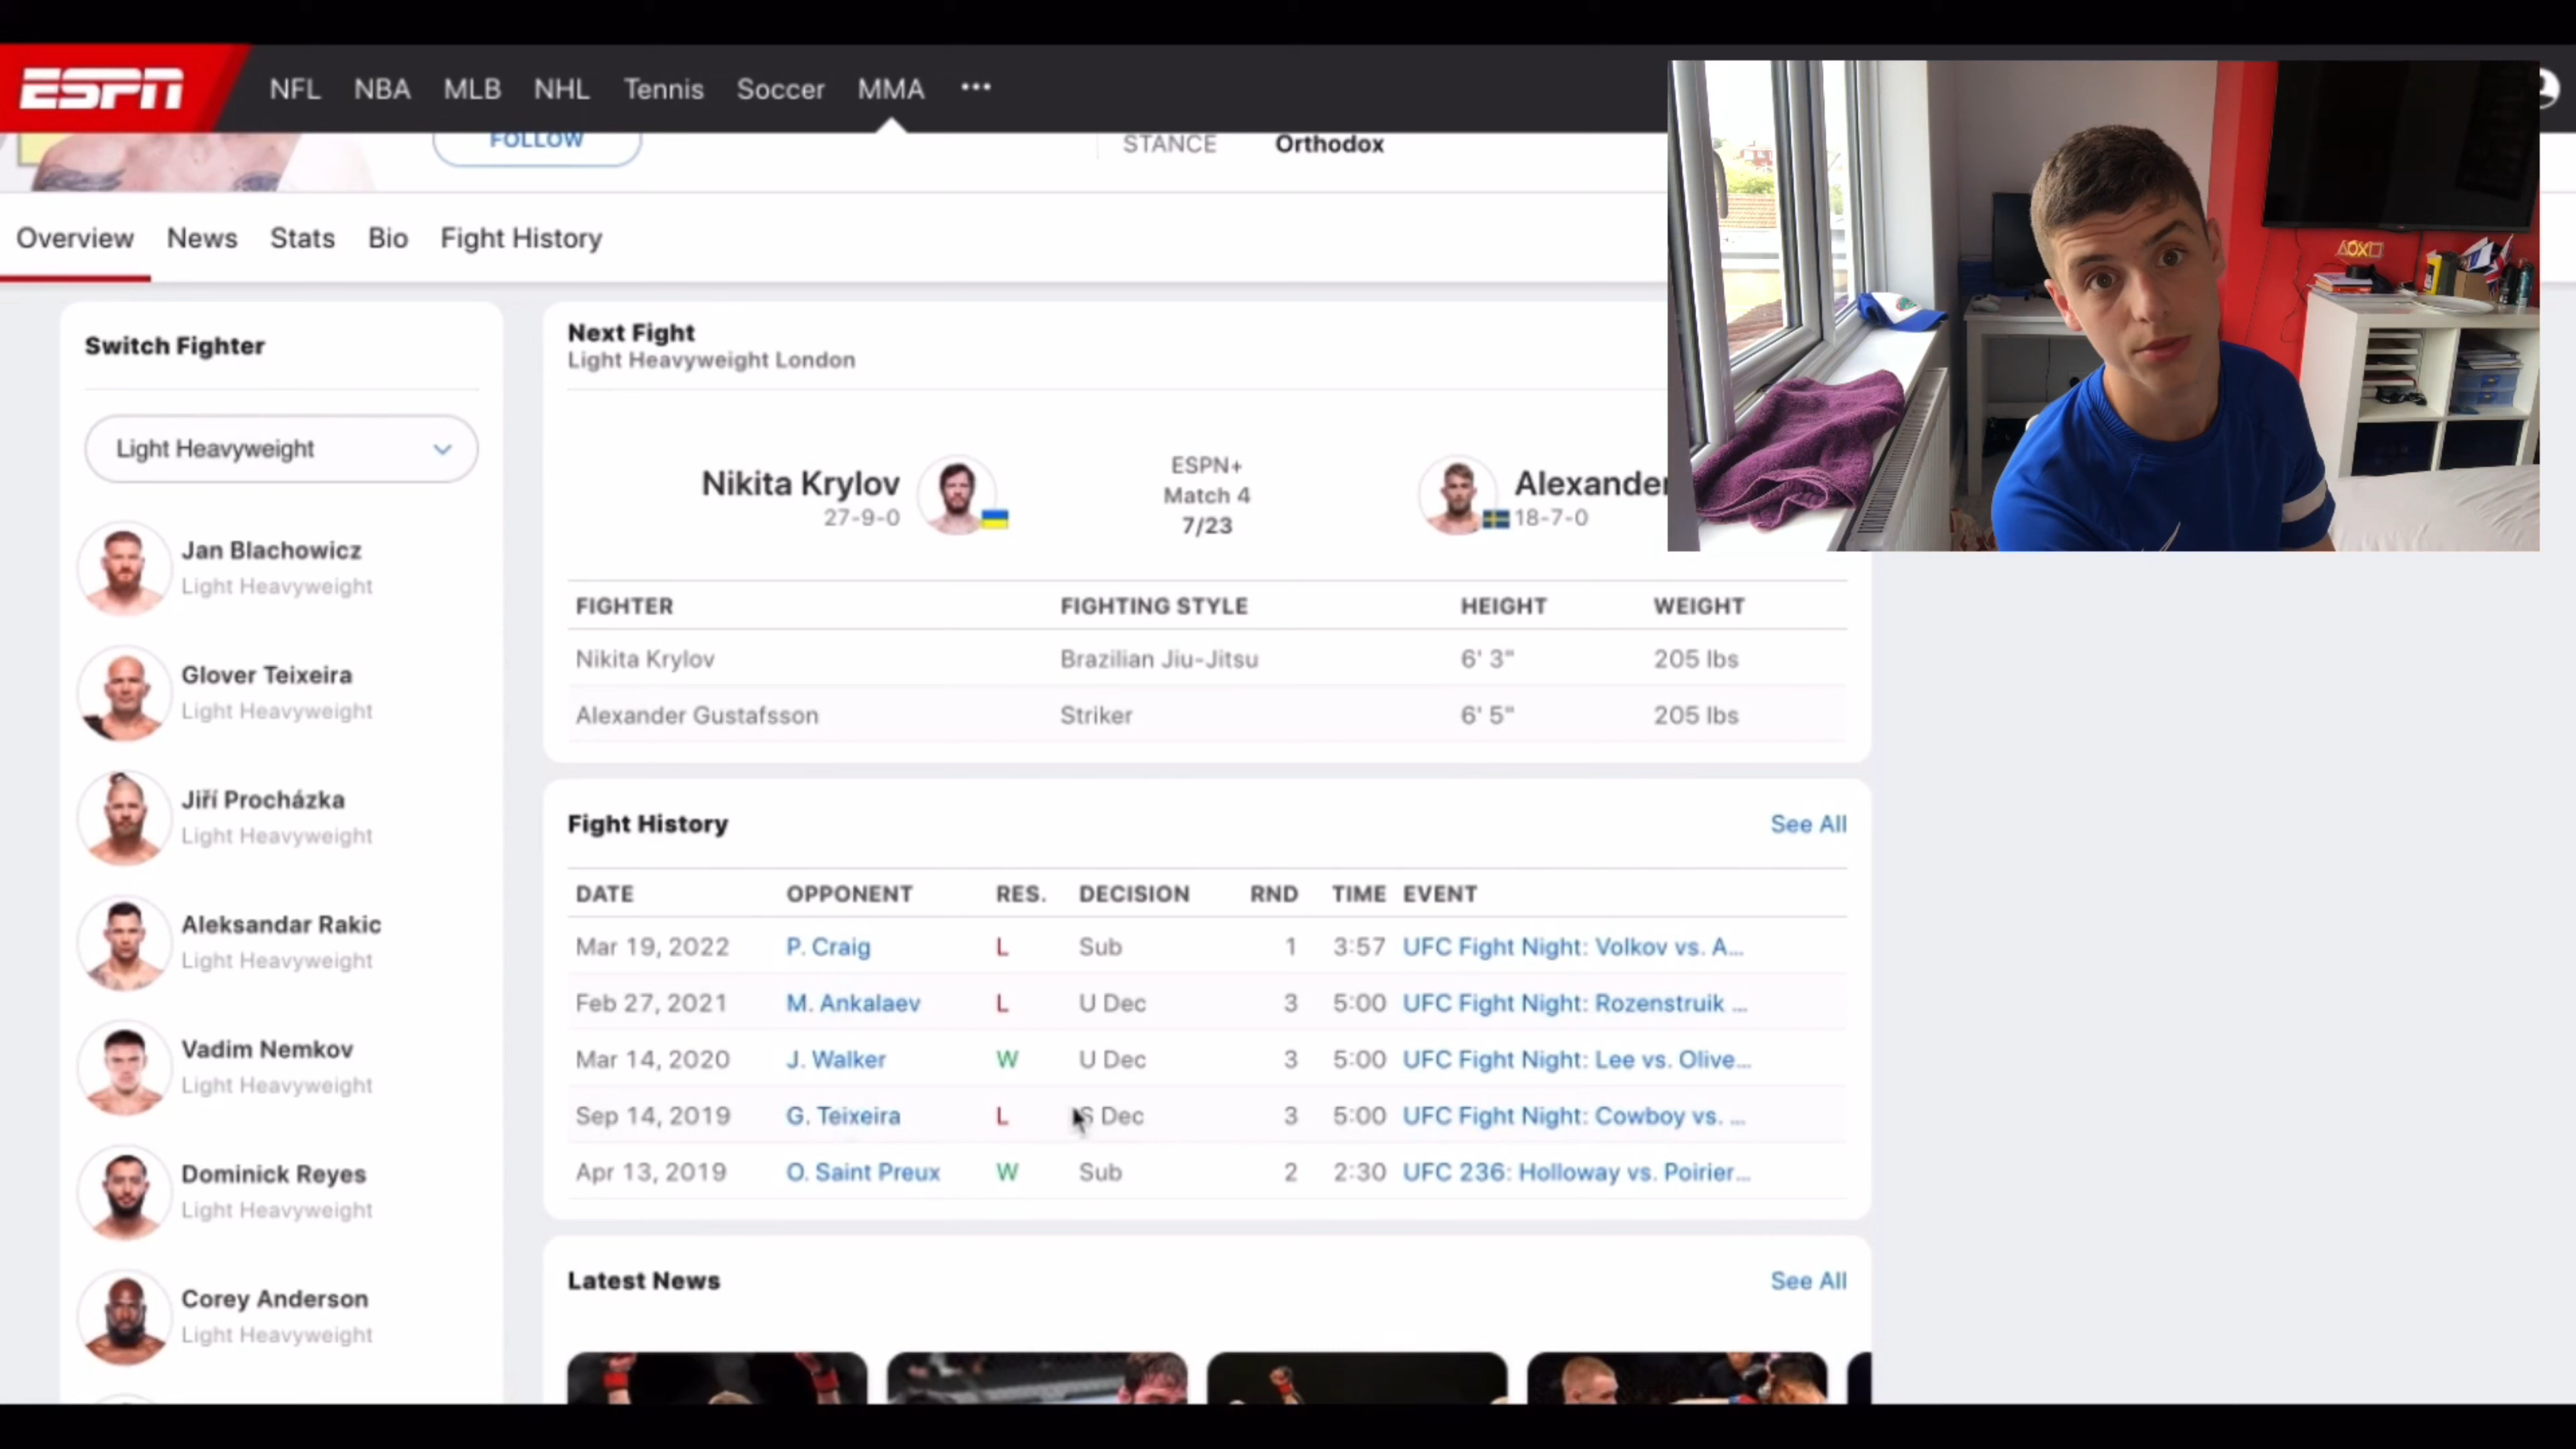 ESPN NFL NBA MLB NHL Tennis Soccer MMA •••
FOLLOW
STANCE Orthodox
Overview News Stats Bio Fight History
Switch Fighter
Light Heavyweight
Jan Blachowicz
Light Heavyweight
Glover Teixeira
Light Heavyweight
Jiří Procházka
Light Heavyweight
Aleksandar Rakic
Light Heavyweight
Vadim Nemkov
Light Heavyweight
Dominick Reyes
Light Heavyweight
Corey Anderson
Light Heavyweight
Next Fight
Light Heavyweight London
Nikita Krylov
27-9-0
ESPN+
Match 4
7/23
Alexander
18-7-0
FIGHTER FIGHTING STYLE HEIGHT WEIGHT
Nikita Krylov Brazilian Jiu-Jitsu 6' 3" 205 lbs
Alexander Gustafsson Striker 6' 5" 205 lbs
Fight History See All
DATE OPPONENT RES. DECISION RND TIME EVENT
Mar 19, 2022 P. Craig L Sub 1 3:57 UFC Fight Night: Volkov vs. A...
Feb 27, 2021 M. Ankalaev L U Dec 3 5:00 UFC Fight Night: Rozenstruik ...
Mar 14, 2020 J. Walker W U Dec 3 5:00 UFC Fight Night: Lee vs. Olive...
Sep 14, 2019 G. Teixeira L S Dec 3 5:00 UFC Fight Night: Cowboy vs. ...
Apr 13, 2019 O. Saint Preux W Sub 2 2:30 UFC 236: Holloway vs. Poirier...
Latest News See All